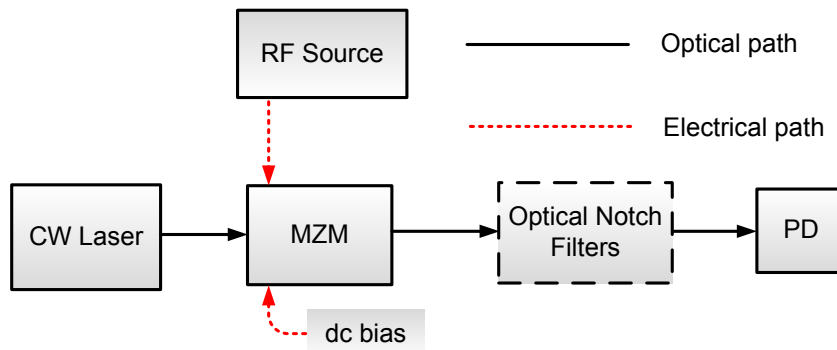 RF Source
Optical path
Electrical path
CW Laser
MZM
Optical Notch
Filters
PD
dc bias